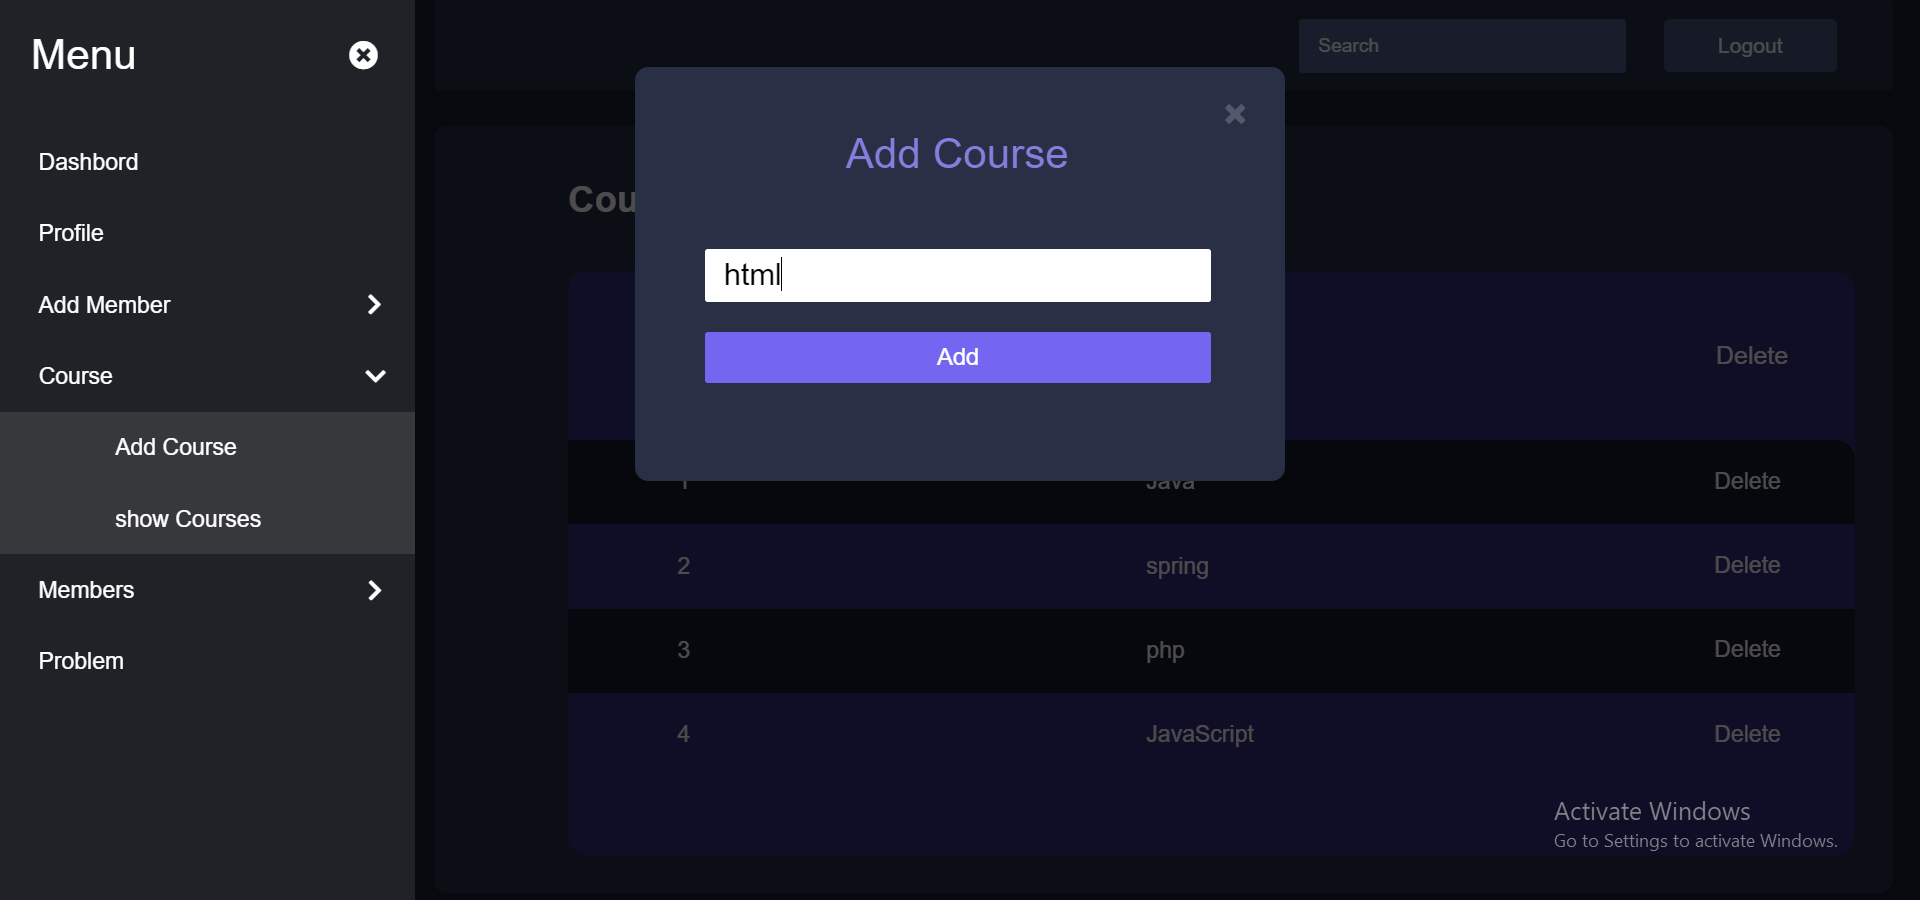 Menu
Dashbord
Profile
Add Member
Course
Add Course
show Courses
Members
Problem
Search
Logout
Add Course
html
Add
Delete
1 Java Delete
2 spring Delete
3 php Delete
4 JavaScript Delete
Activate Windows
Go to Settings to activate Windows.